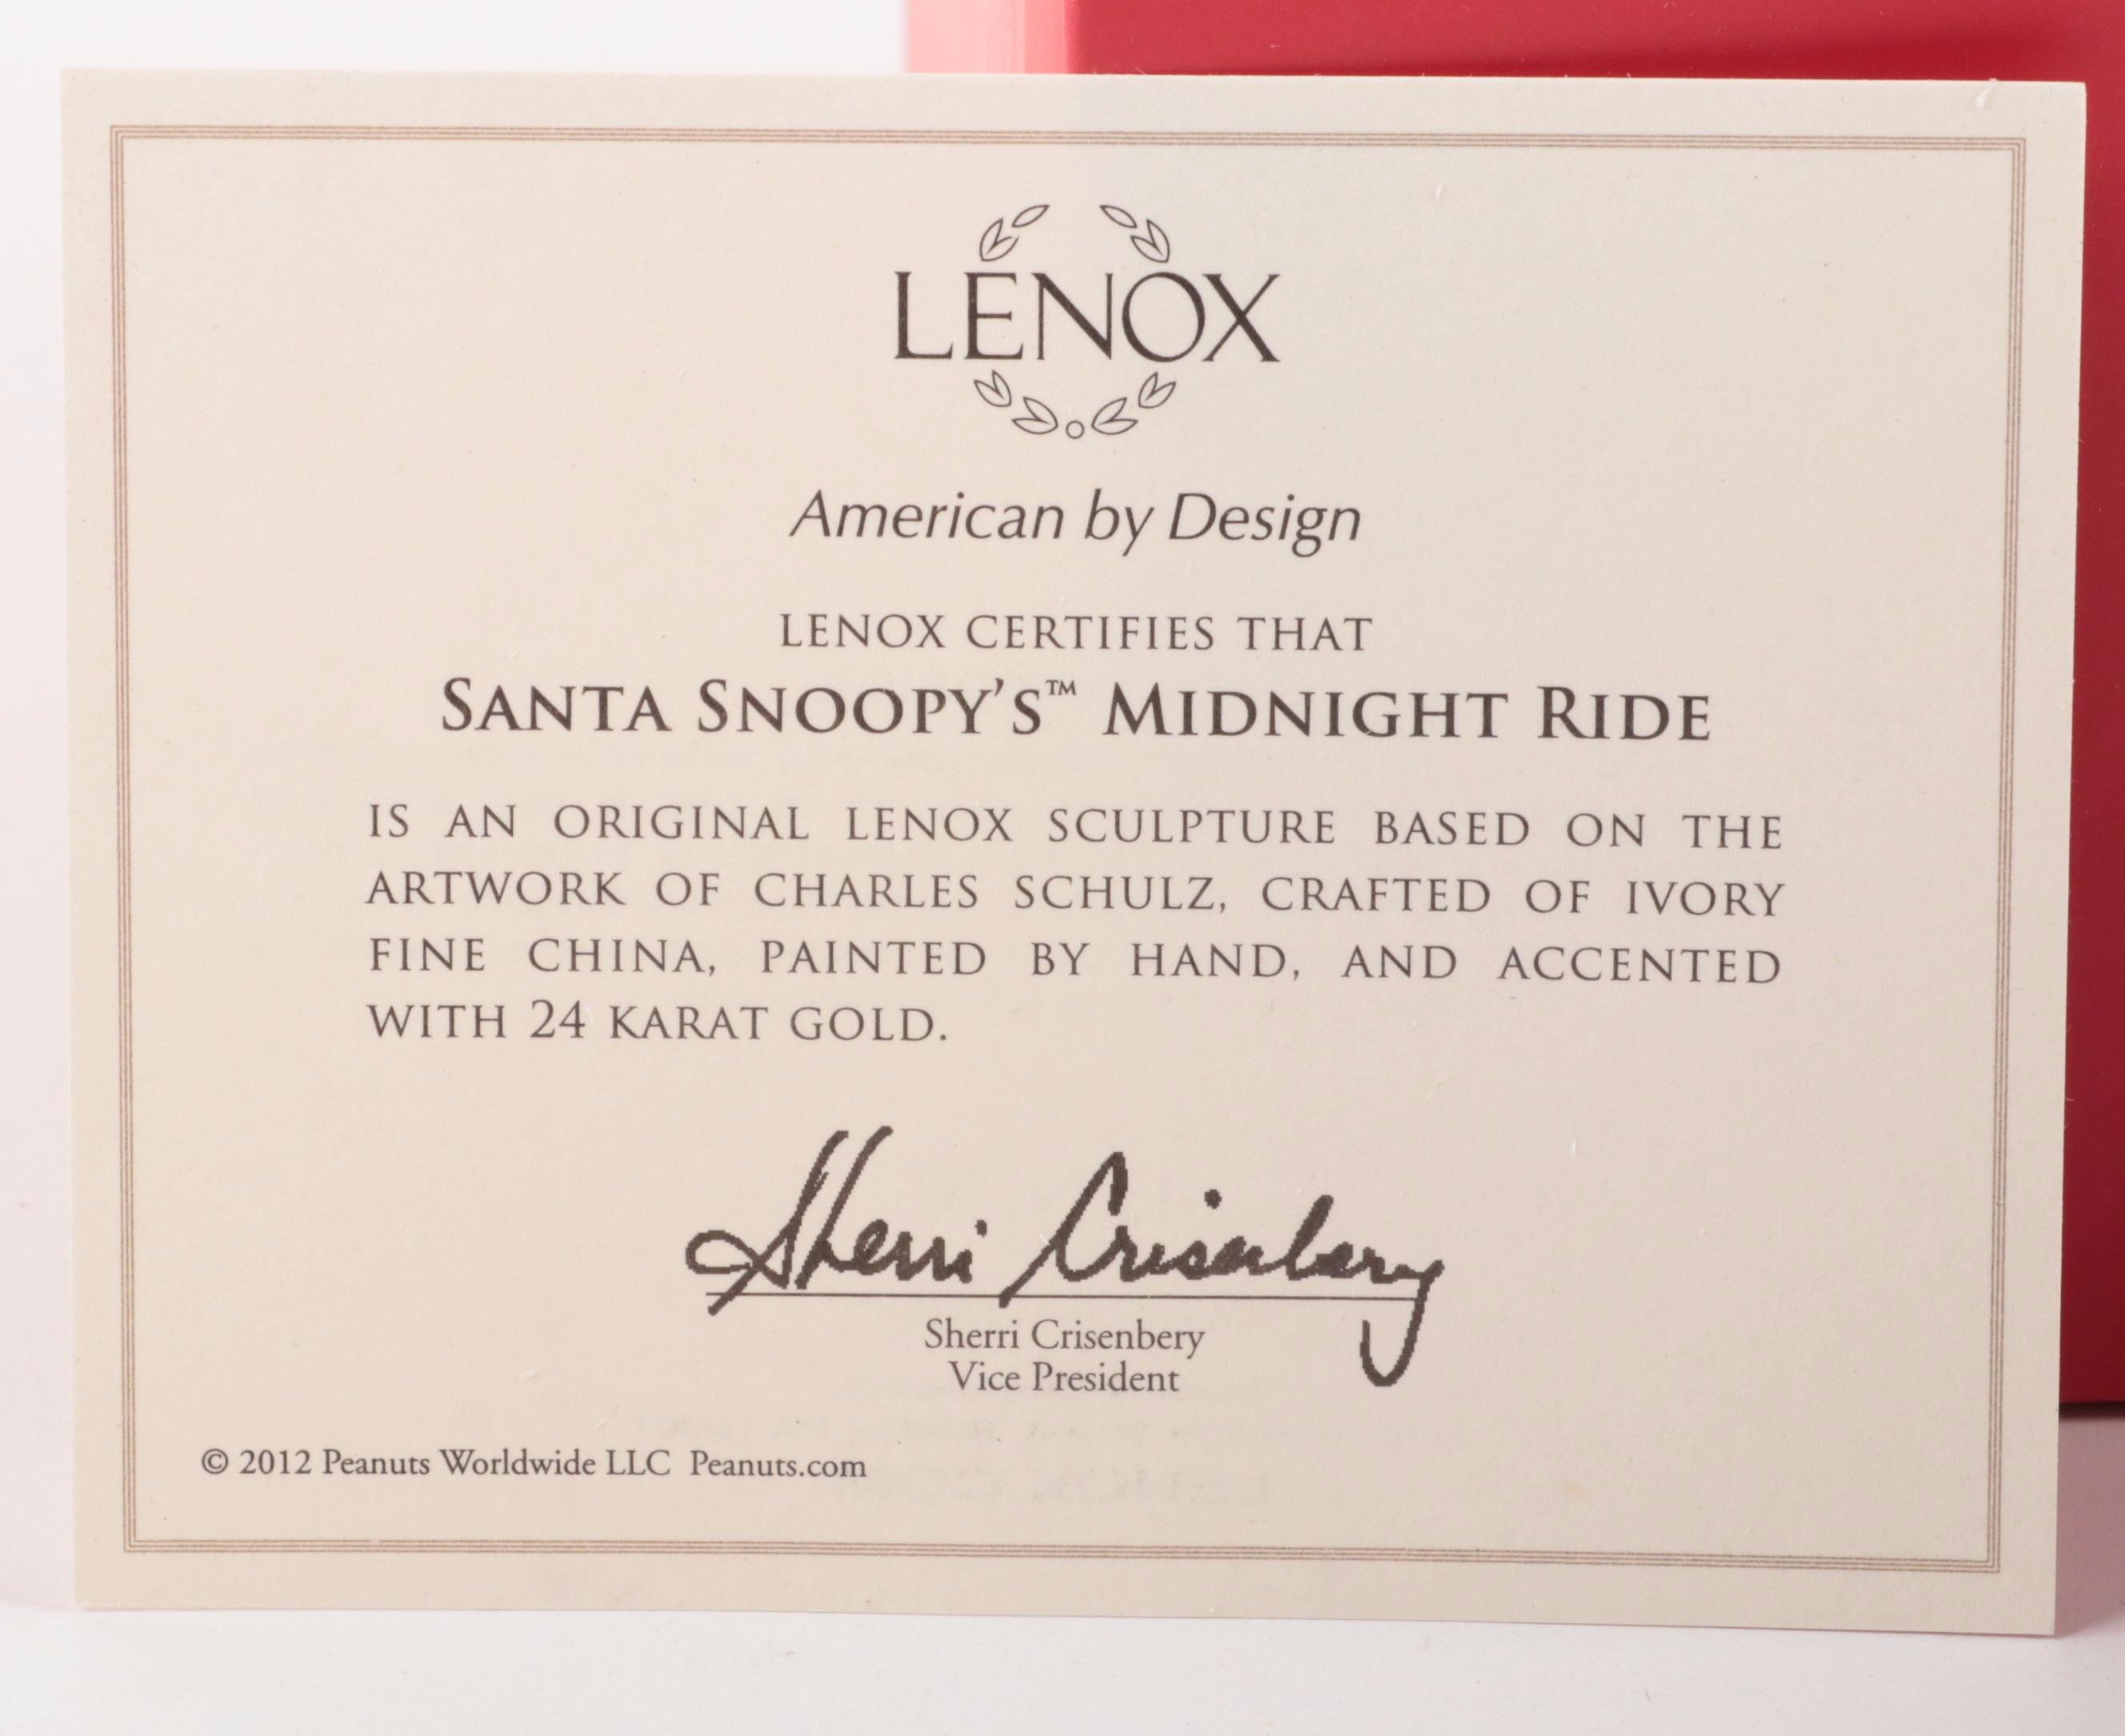 LENOX
American by Design
LENOX CERTIFIES THAT
SANTA SNOOPY'S™ MIDNIGHT RIDE
IS AN ORIGINAL LENOX SCULPTURE BASED ON THE
ARTWORK OF CHARLES SCHULZ, CRAFTED OF IVORY
FINE CHINA, PAINTED BY HAND, AND ACCENTED
WITH 24 KARAT GOLD.
Sherri Crisenbery
Sherri Crisenbery
Vice President
© 2012 Peanuts Worldwide LLC Peanuts.com